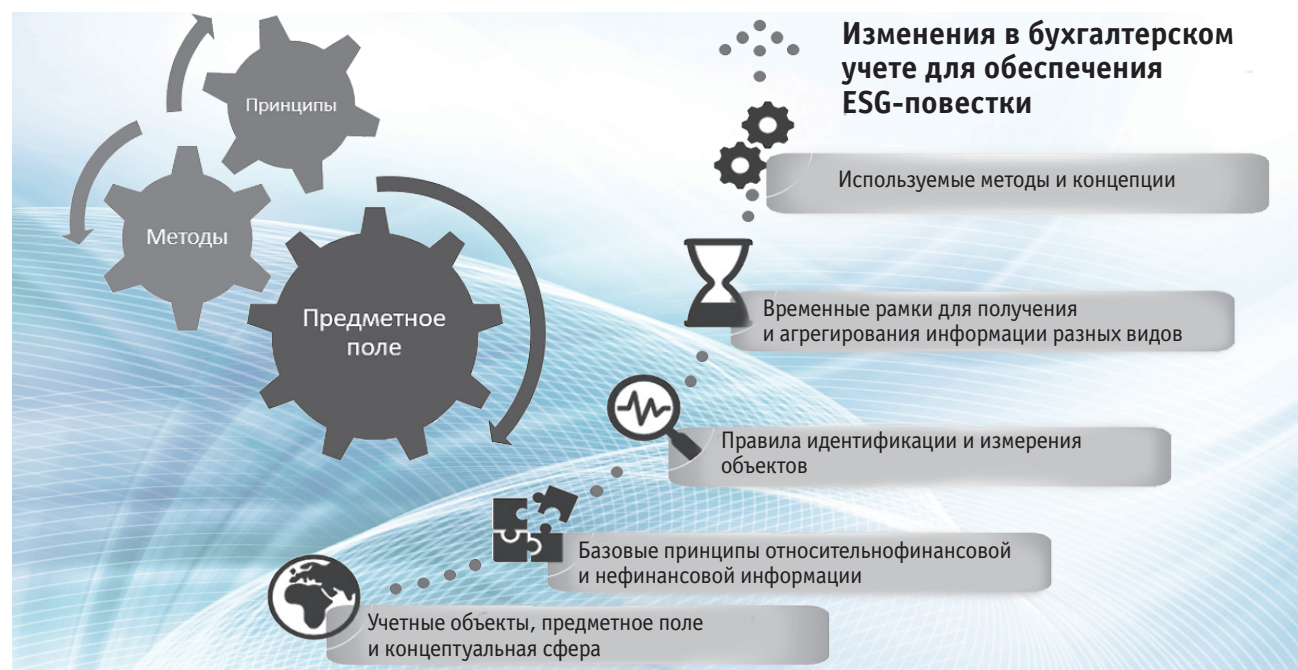 Изменения в бухгалтерском
учете для обеспечения
ESG-повестки
Принципы
Методы
Предметное
поле
Используемые методы и концепции
Временные рамки для получения
и агрегирования информации разных видов
Правила идентификации и измерения
объектов
Базовые принципы относительнофинансовой
и нефинансовой информации
Учетные объекты, предметное поле
и концептуальная сфера